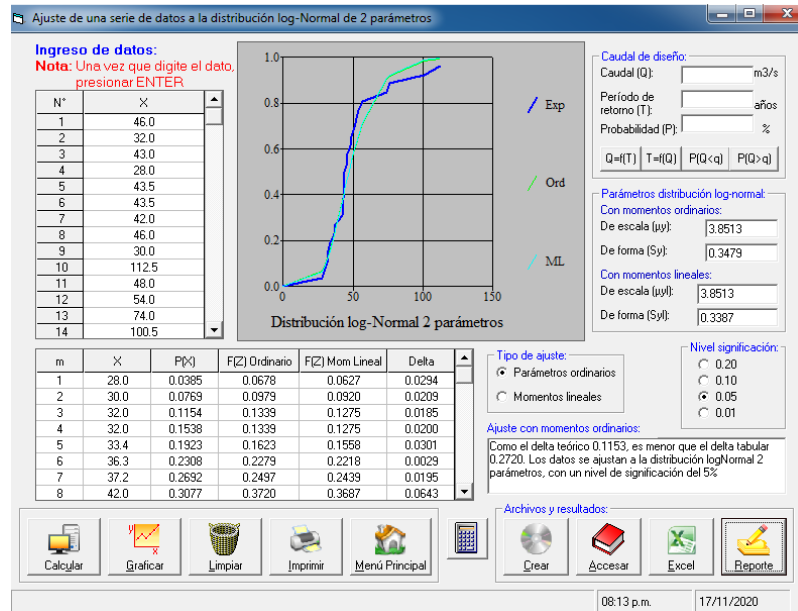 Ajuste de una serie de datos a la distribución log-Normal de 2 parámetros
Ingreso de datos:
Nota: Una vez que digite el dato,
presionar ENTER
N° X
1 46.0
2 32.0
3 43.0
4 28.0
5 43.5
6 43.5
7 42.0
8 46.0
9 30.0
10 112.5
11 48.0
12 54.0
13 74.0
14 100.5
1.0
0.8
0.6
0.4
0.2
0.0
0 50 100 150
Distribución log-Normal 2 parámetros
Exp
Ord
ML
Caudal de diseño:
Caudal (Q): m3/s
Período de
retorno (T): años
Probabilidad (P): %
Q=f(T) T=f(Q) P(Q<q) P(Q>q)
Parámetros distribución log-normal:
Con momentos ordinarios:
De escala (μy): 3.8513
De forma (Sy): 0.3479
Con momentos lineales:
De escala (μyl): 3.8513
De forma (Syl): 0.3387
m X P(X) F(Z) Ordinario F(Z) Mom Lineal Delta
1 28.0 0.0385 0.0678 0.0627 0.0294
2 30.0 0.0769 0.0979 0.0920 0.0209
3 32.0 0.1154 0.1339 0.1275 0.0185
4 32.0 0.1538 0.1339 0.1275 0.0200
5 33.4 0.1923 0.1623 0.1558 0.0301
6 36.3 0.2308 0.2279 0.2218 0.0029
7 37.2 0.2692 0.2497 0.2439 0.0195
8 42.0 0.3077 0.3720 0.3687 0.0643
Tipo de ajuste:
Parámetros ordinarios
Momentos lineales
Nivel significación:
0.20
0.10
0.05
0.01
Ajuste con momentos ordinarios:
Como el delta teórico 0.1153, es menor que el delta tabular
0.2720. Los datos se ajustan a la distribución logNormal 2
parámetros, con un nivel de significación del 5%
Calcular Graficar Limpiar Imprimir Menú Principal
Archivos y resultados:
Crear Accesar Excel Reporte
08:13 p.m. 17/11/2020